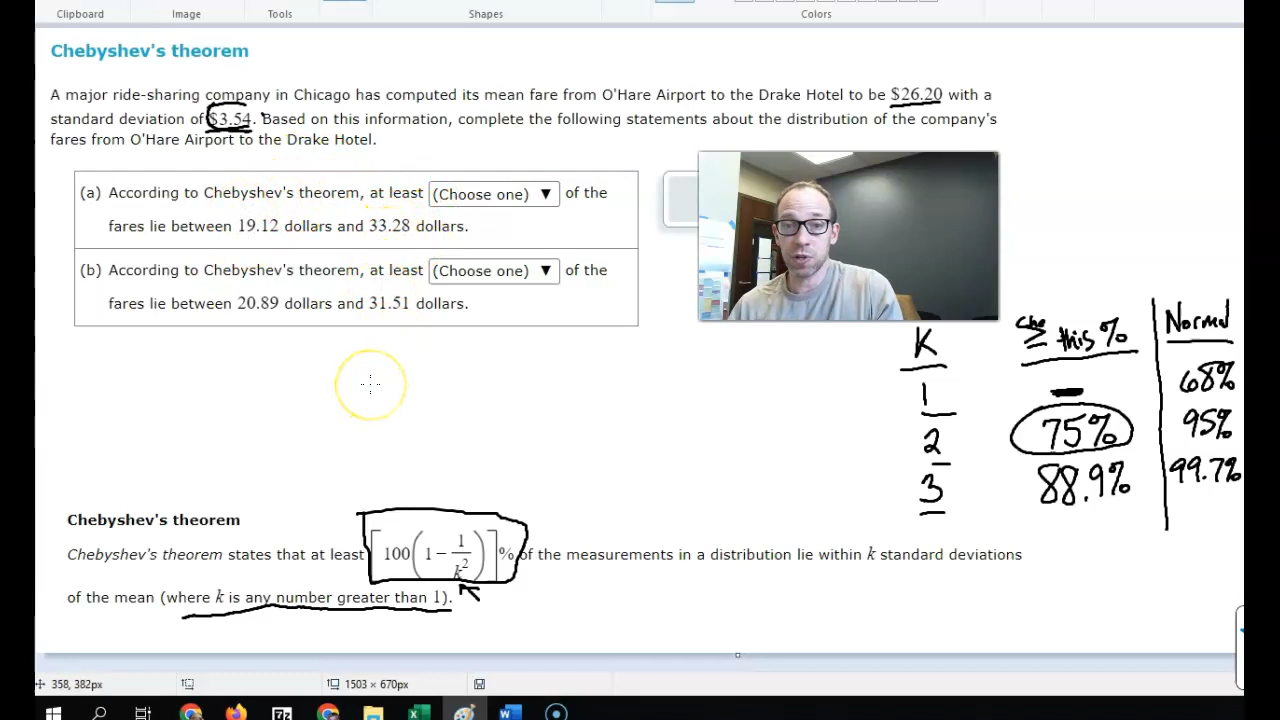 Clipboard Image Tools Shapes Colors
Chebyshev's theorem
A major ride-sharing company in Chicago has computed its mean fare from O'Hare Airport to the Drake Hotel to be $26.20 with a
standard deviation of $3.54. Based on this information, complete the following statements about the distribution of the company's
fares from O'Hare Airport to the Drake Hotel.
(a) According to Chebyshev's theorem, at least (Choose one) ▼ of the
fares lie between 19.12 dollars and 33.28 dollars.
(b) According to Chebyshev's theorem, at least (Choose one) ▼ of the
fares lie between 20.89 dollars and 31.51 dollars.
K Che ≥ this % Normal
1 – 68%
2 75% 95%
3 88.9% 99.7%
Chebyshev's theorem
Chebyshev's theorem states that at least [100(1 − 1/k²)]% of the measurements in a distribution lie within k standard deviations
of the mean (where k is any number greater than 1).
358, 382px 1503 × 670px